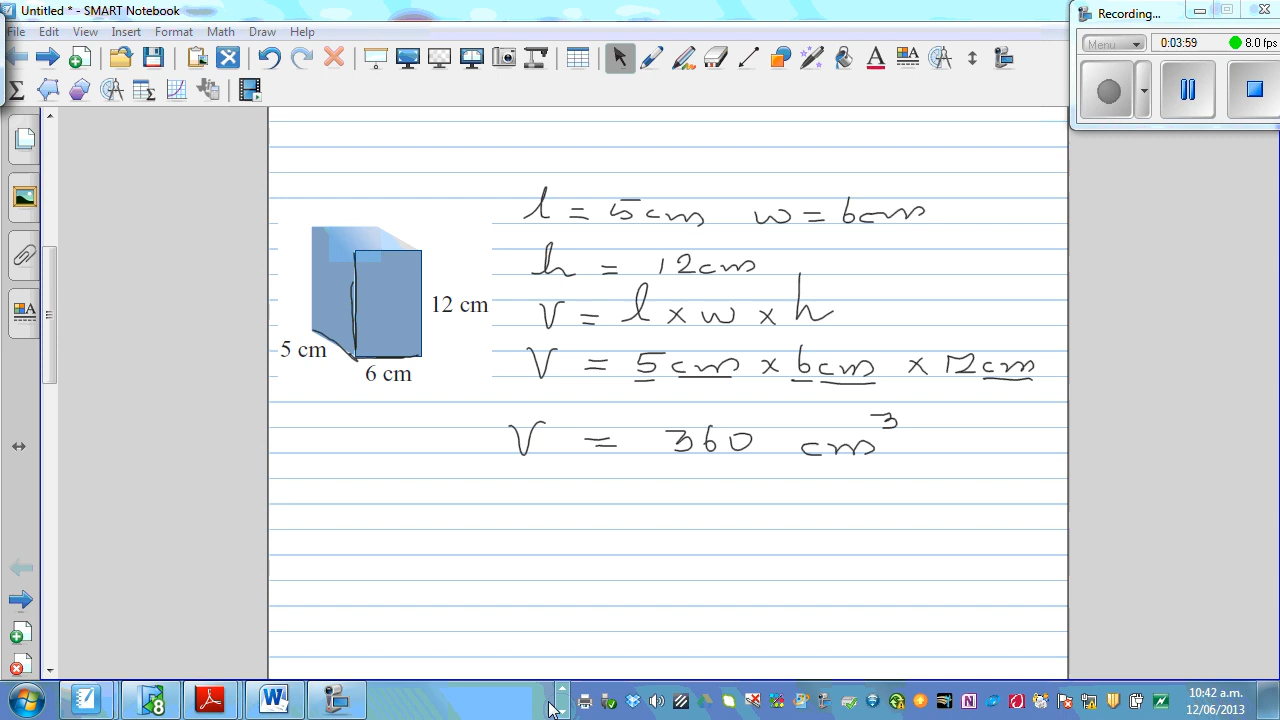 Untitled * - SMART Notebook
File Edit View Insert Format Math Draw Help
Recording...
Menu 0:03:59 8.0 fps
l = 5cm w = 6cm
h = 12cm
12 cm
V = l × w × h
5 cm
V = 5cm × 6cm × 12cm
6 cm
V = 360 cm³
10:42 a.m.
12/06/2013